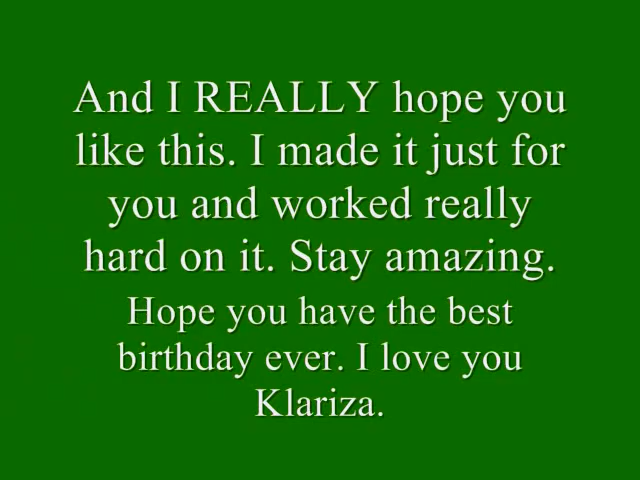 And I REALLY hope you
like this. I made it just for
you and worked really
hard on it. Stay amazing.
Hope you have the best
birthday ever. I love you
Klariza.